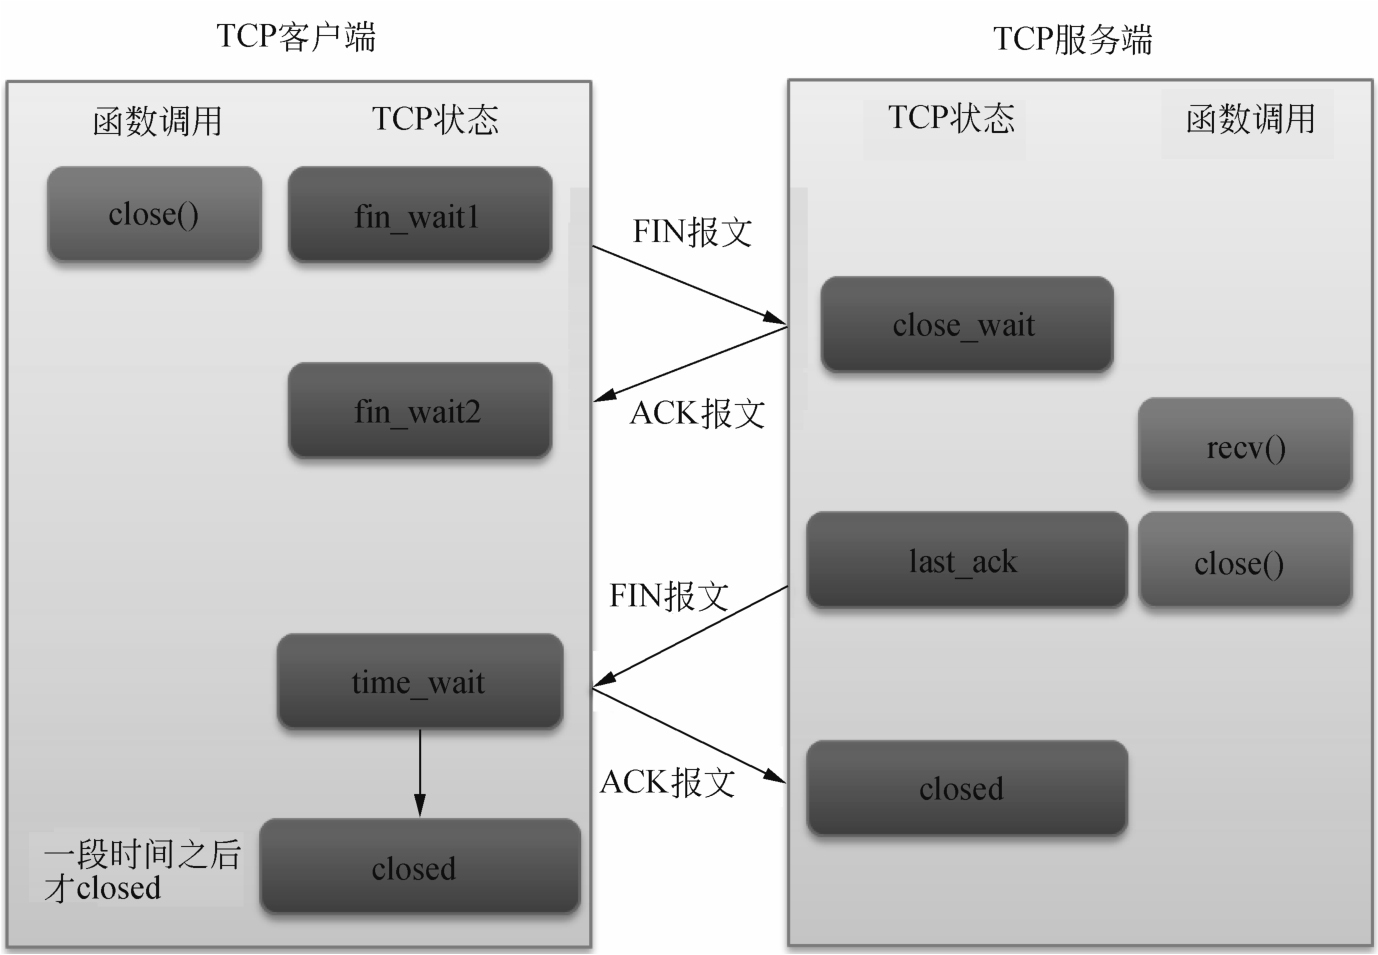 TCP客户端
TCP服务端
函数调用
TCP状态
TCP状态
函数调用
close()
fin_wait1
FIN报文
close_wait
fin_wait2
ACK报文
recv()
last_ack
close()
FIN报文
time_wait
ACK报文
closed
一段时间之后
才closed
closed